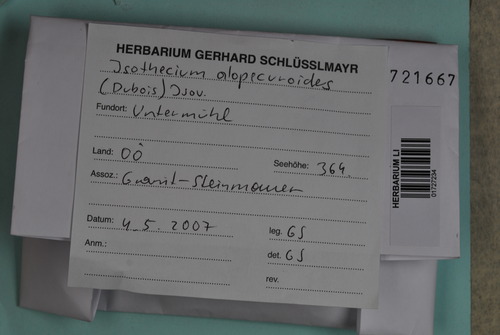 HERBARIUM GERHARD SCHLÜSSLMAYR
Isothecium alopecuroides
(Dubois) Isov.
Fundort: Untermühl
Land: OÖ
Seehöhe: 364.
Assoz.: Granit-Steinmauer
Datum: 4.5.2007
leg. GS
Anm.:
det. GS
rev.
721667
HERBARIUM LI